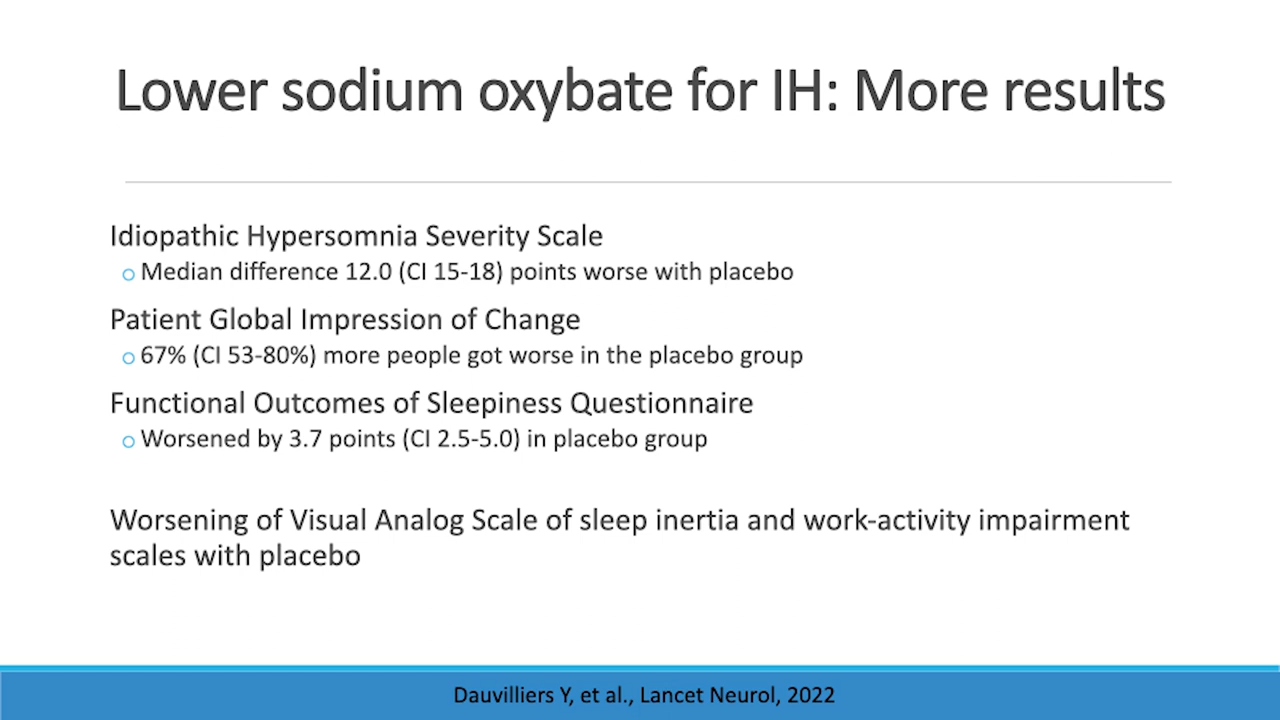 Lower sodium oxybate for IH: More results
Idiopathic Hypersomnia Severity Scale
o Median difference 12.0 (CI 15-18) points worse with placebo
Patient Global Impression of Change
o 67% (CI 53-80%) more people got worse in the placebo group
Functional Outcomes of Sleepiness Questionnaire
o Worsened by 3.7 points (CI 2.5-5.0) in placebo group
Worsening of Visual Analog Scale of sleep inertia and work-activity impairment
scales with placebo
Dauvilliers Y, et al., Lancet Neurol, 2022